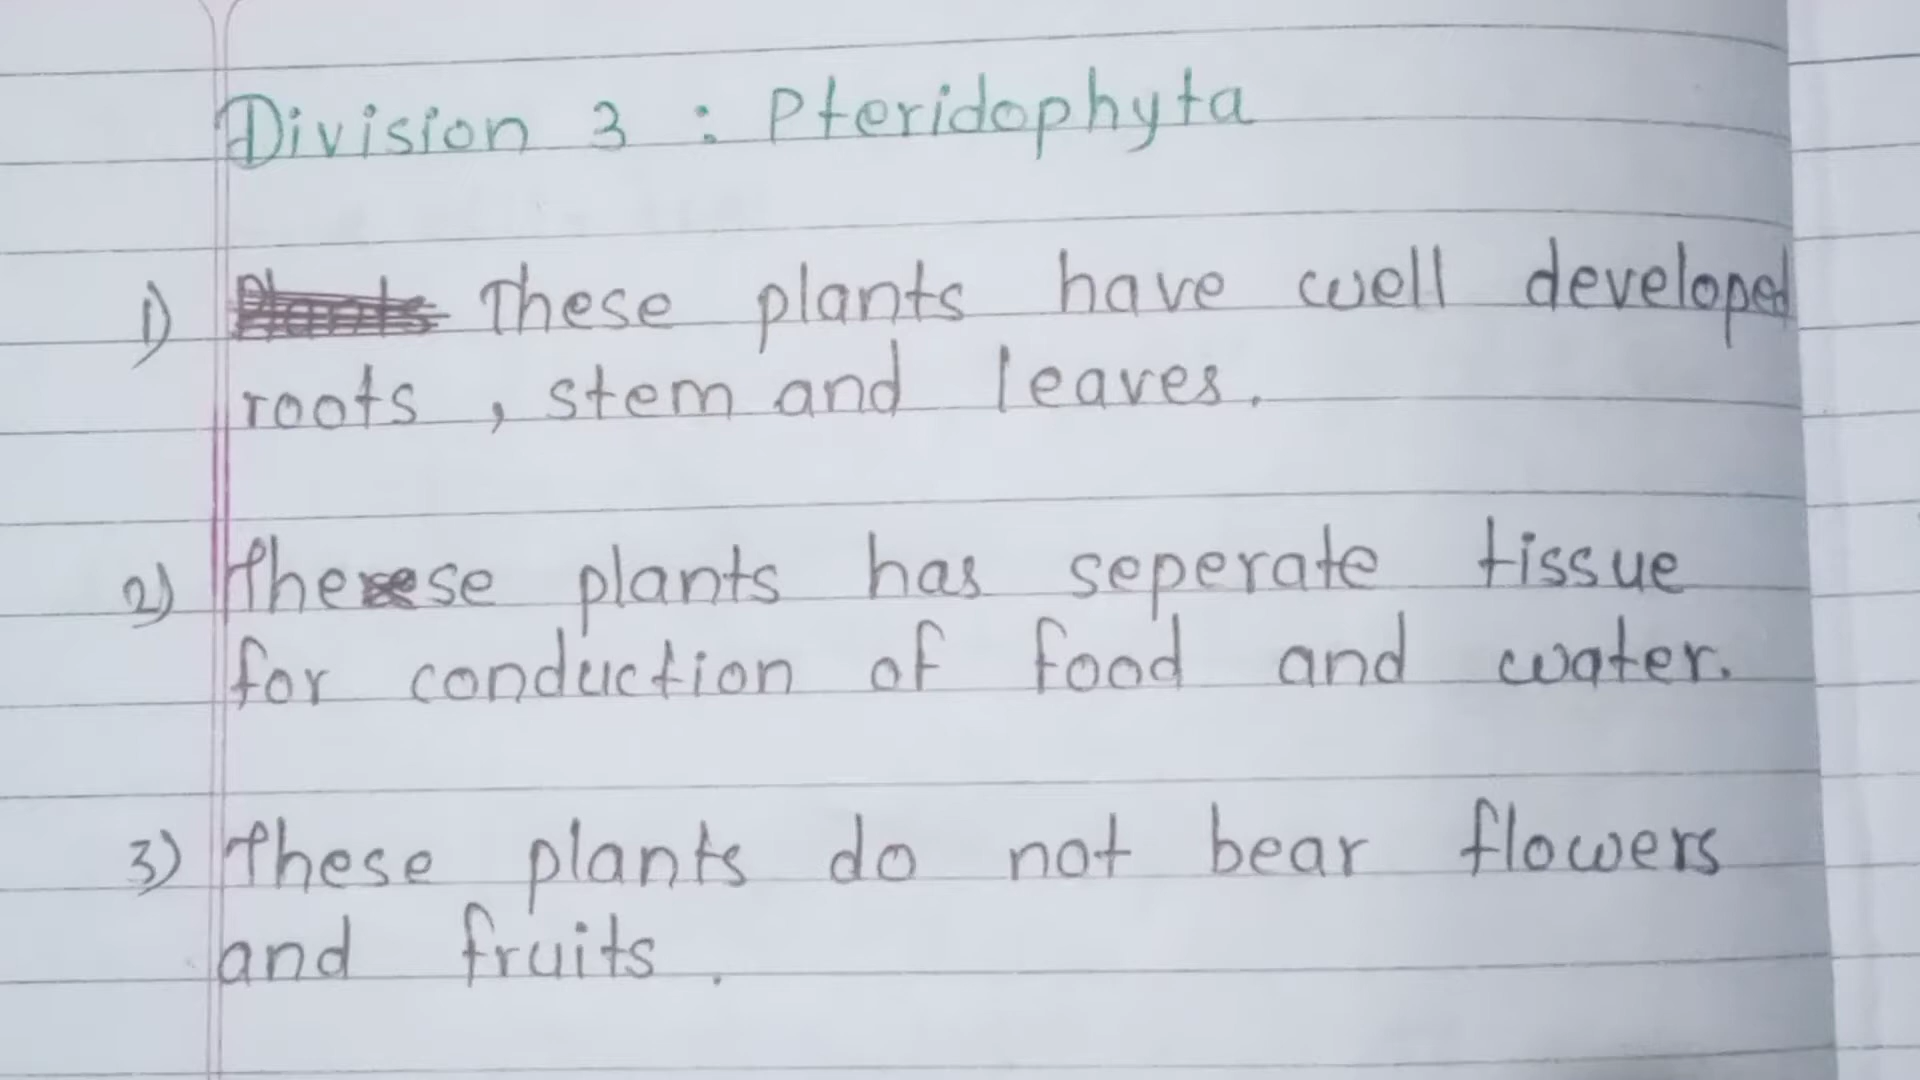 Division 3 : Pteridophyta
1) These plants have well developed
roots , stem and leaves.
2) These plants has seperate tissue
for conduction of food and water.
3) These plants do not bear flowers
and fruits .